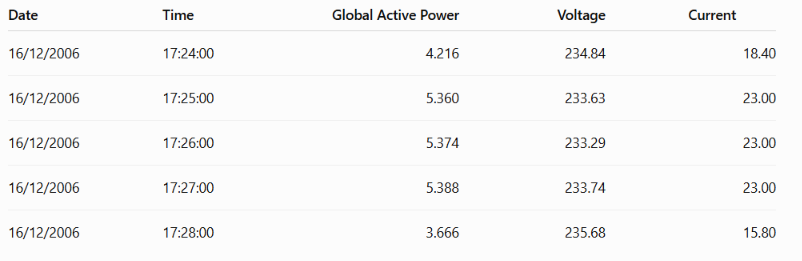 Date Time Global Active Power Voltage Current
16/12/2006 17:24:00 4.216 234.84 18.40
16/12/2006 17:25:00 5.360 233.63 23.00
16/12/2006 17:26:00 5.374 233.29 23.00
16/12/2006 17:27:00 5.388 233.74 23.00
16/12/2006 17:28:00 3.666 235.68 15.80